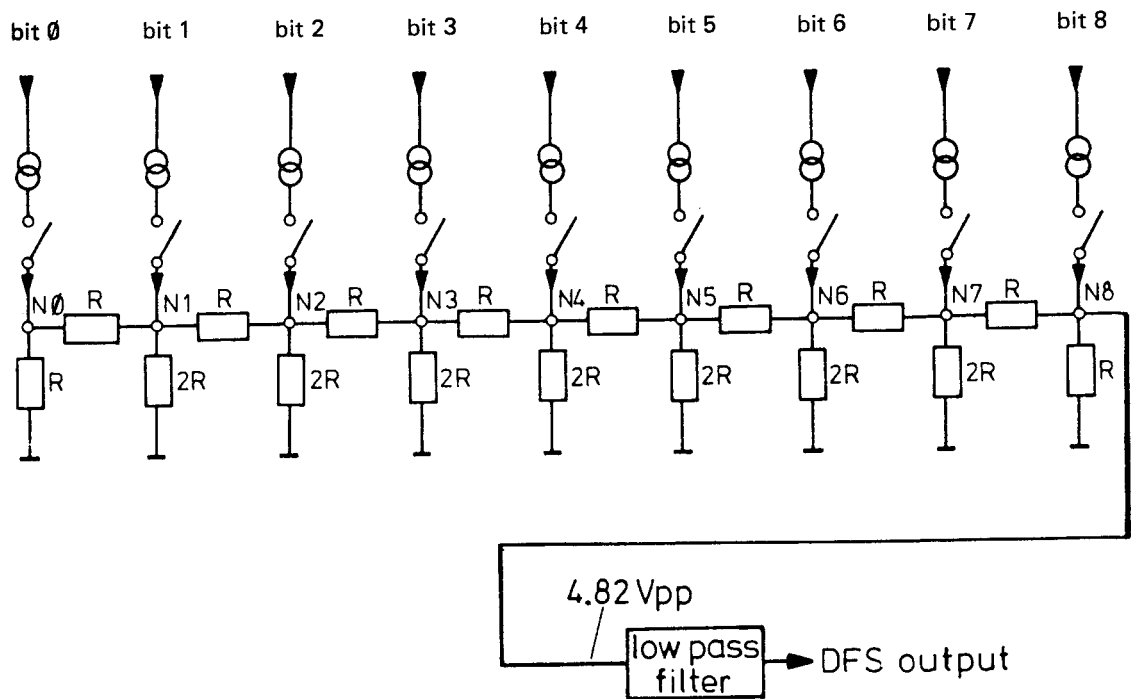 bit Ø bit 1 bit 2 bit 3 bit 4 bit 5 bit 6 bit 7 bit 8
NØ R N1 R N2 R N3 R N4 R N5 R N6 R N7 R N8
R 2R 2R 2R 2R 2R 2R 2R R
4.82 Vpp
low pass
filter
DFS output